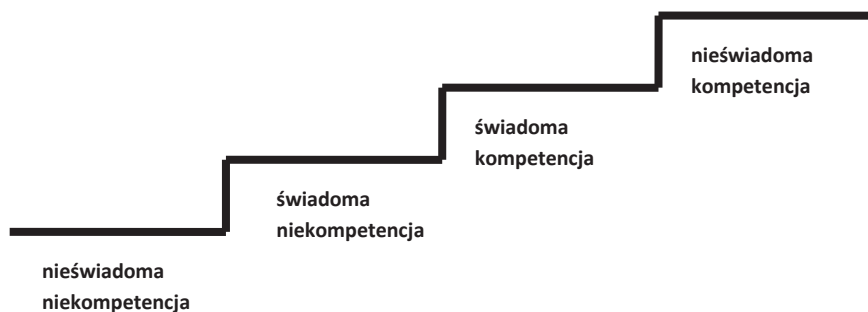 nieświadoma
kompetencja
świadoma
kompetencja
świadoma
niekompetencja
nieświadoma
niekompetencja